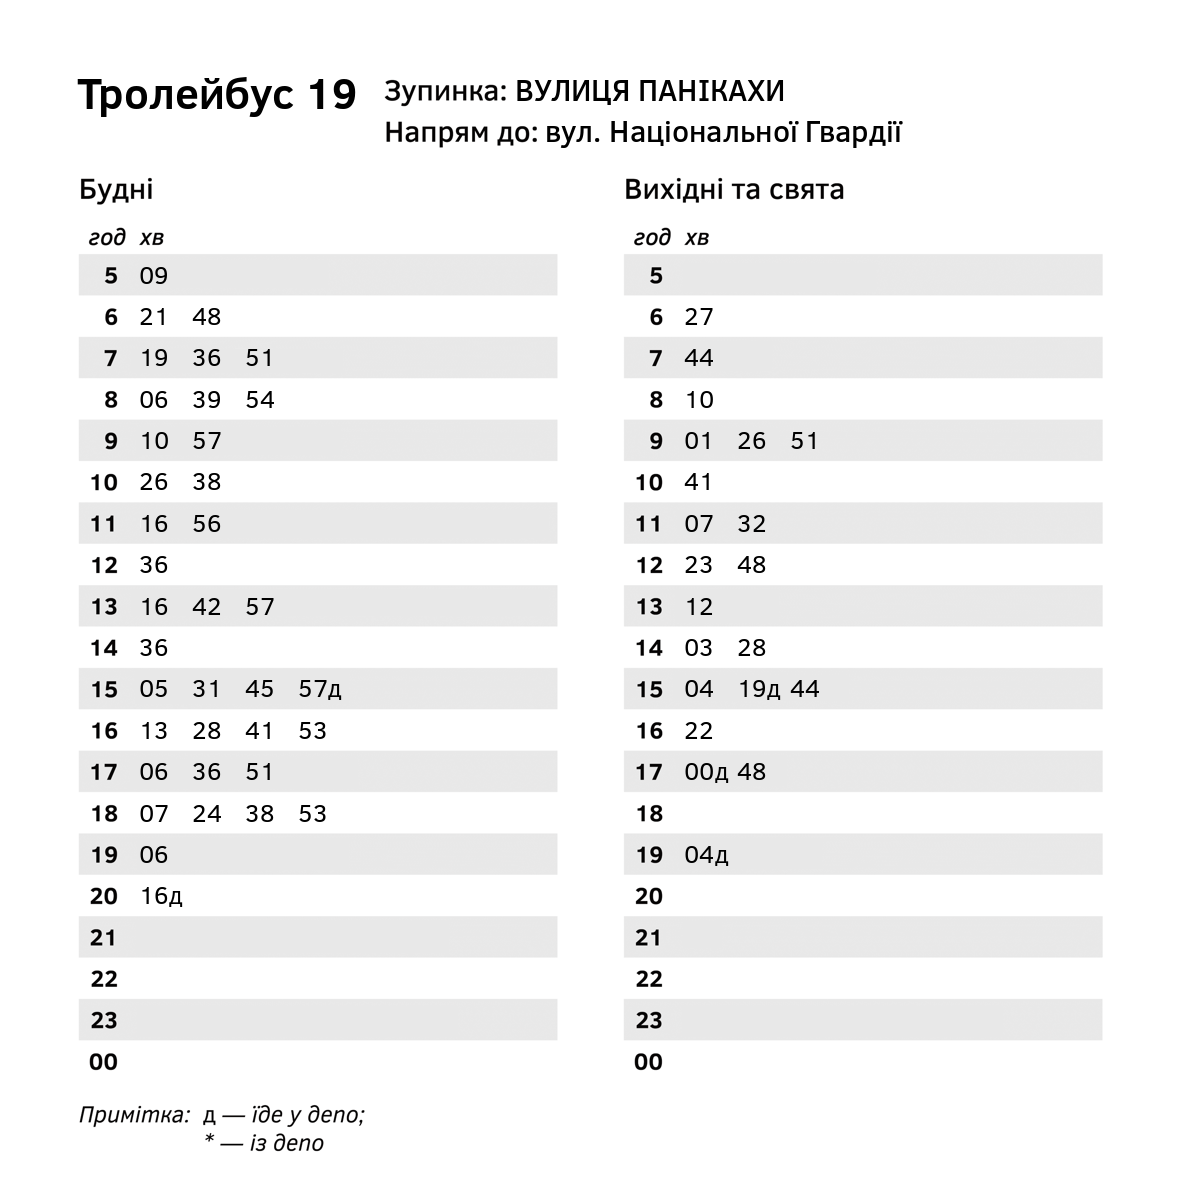 Тролейбус 19
Зупинка: ВУЛИЦЯ ПАНІКАХИ
Напрям до: вул. Національної Гвардії
Будні
год хв
5 09
6 21 48
7 19 36 51
8 06 39 54
9 10 57
10 26 38
11 16 56
12 36
13 16 42 57
14 36
15 05 31 45 57д
16 13 28 41 53
17 06 36 51
18 07 24 38 53
19 06
20 16д
21
22
23
00
Вихідні та свята
год хв
5
6 27
7 44
8 10
9 01 26 51
10 41
11 07 32
12 23 48
13 12
14 03 28
15 04 19д 44
16 22
17 00д 48
18
19 04д
20
21
22
23
00
Примітка: д — їде у депо;
* — із депо